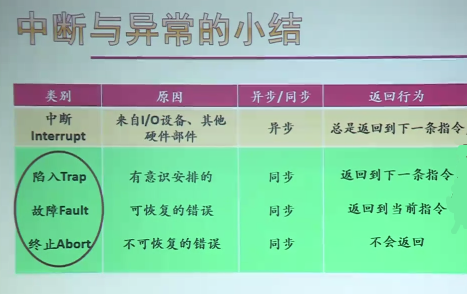 中断与异常的小结
类别 原因 异步/同步 返回行为
中断 Interrupt 来自I/O设备、其他硬件部件 异步 总是返回到下一条指令
陷入Trap 有意识安排的 同步 返回到下一条指令
故障Fault 可恢复的错误 同步 返回到当前指令
终止Abort 不可恢复的错误 同步 不会返回